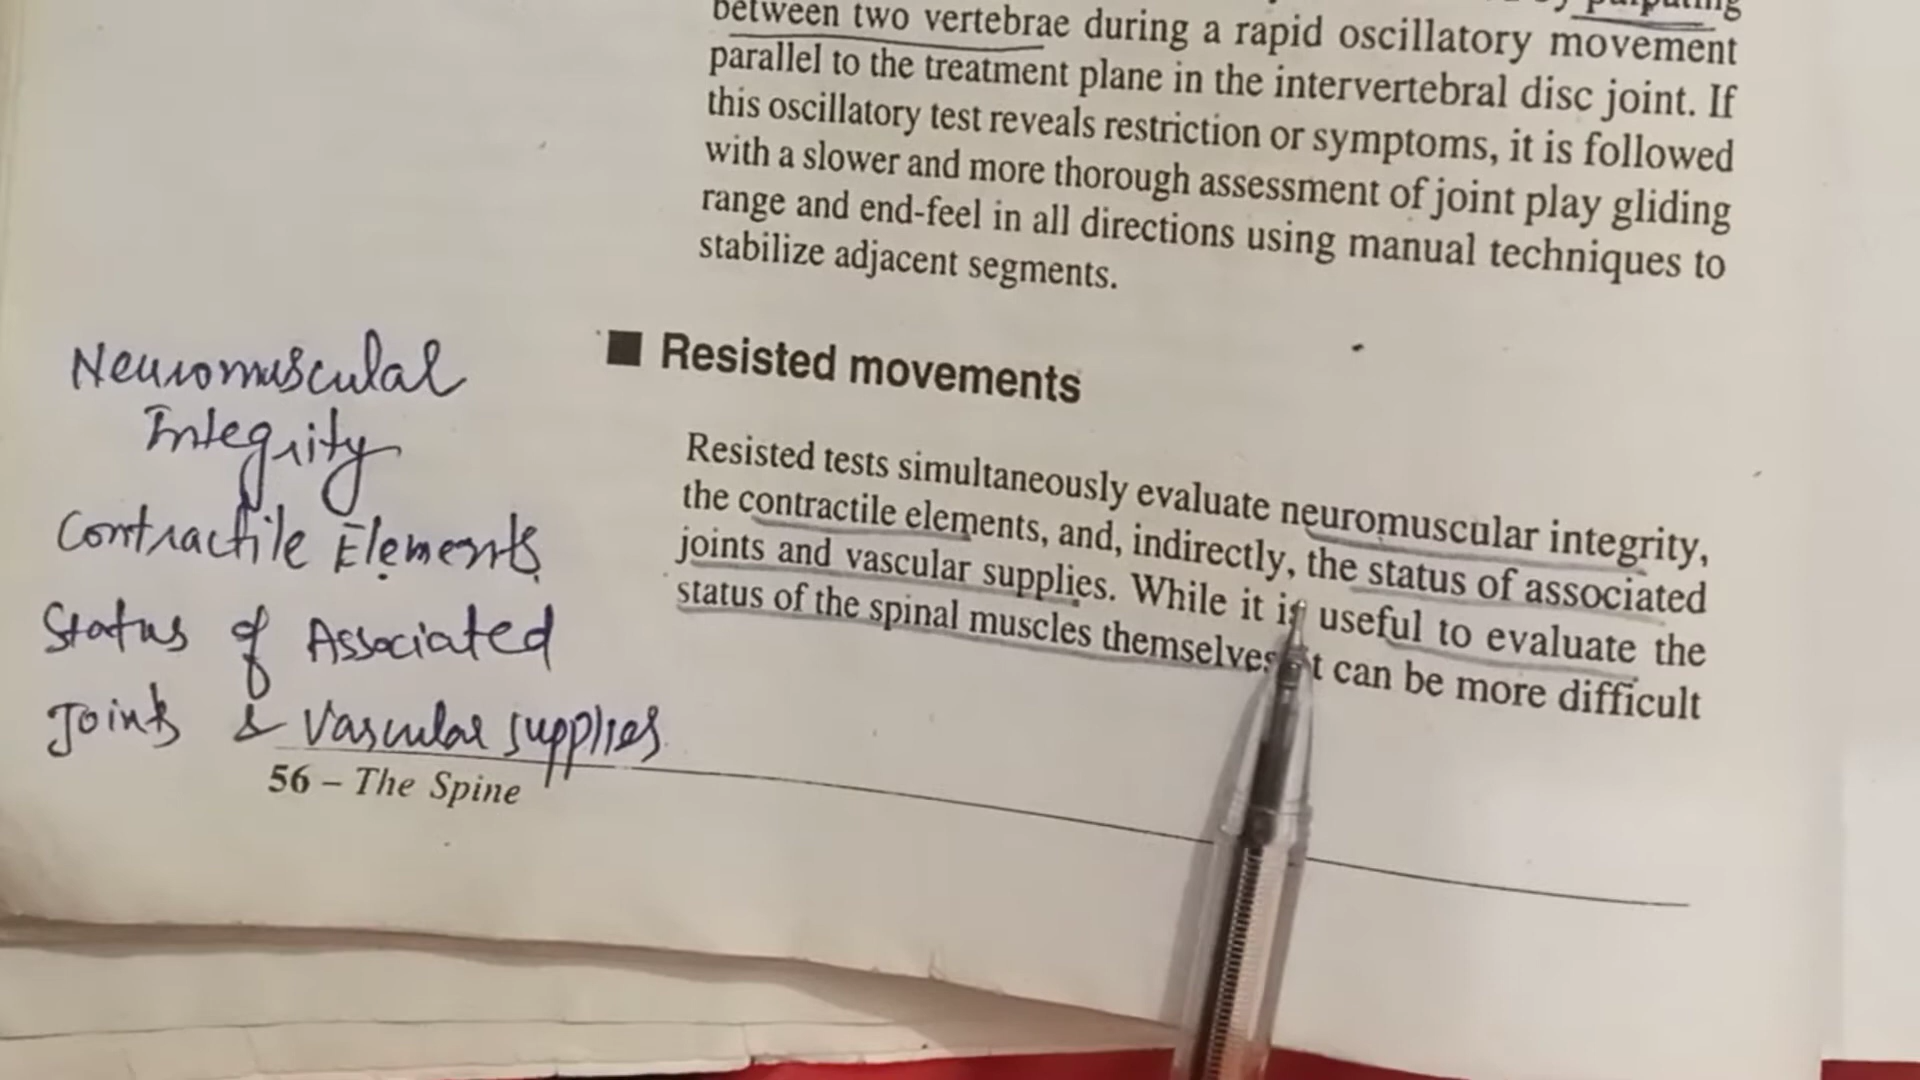 palpating
between two vertebrae during a rapid oscillatory movement
parallel to the treatment plane in the intervertebral disc joint. If
this oscillatory test reveals restriction or symptoms, it is followed
with a slower and more thorough assessment of joint play gliding
range and end-feel in all directions using manual techniques to
stabilize adjacent segments.
Resisted movements
Resisted tests simultaneously evaluate neuromuscular integrity,
the contractile elements, and, indirectly, the status of associated
joints and vascular supplies. While it is useful to evaluate the
status of the spinal muscles themselves it can be more difficult
Neuromuscular
Integrity
Contractile Elements
Status of Associated
Joints & Vascular supplies
56 – The Spine